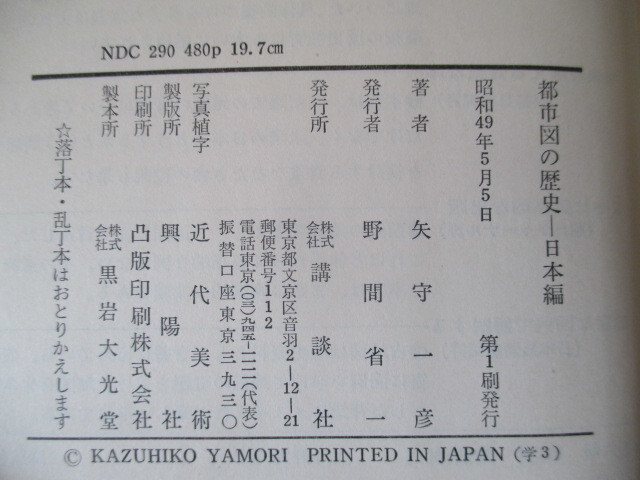 NDC 290 480p 19.7cm
都市図の歴史―日本編
昭和49年5月5日　第1刷発行
著者　矢守一彦
発行者　野間省一
発行所　株式会社 講談社
東京都文京区音羽2―12―21
郵便番号112
電話東京(〇三)九四五―一一一一(代表)
振替口座東京三九三〇
写真植字　近代美術
製版所　興陽社
印刷所　凸版印刷株式会社
製本所　株式会社 黒岩大光堂
☆落丁本・乱丁本はおとりかえします
© KAZUHIKO YAMORI PRINTED IN JAPAN (学3)